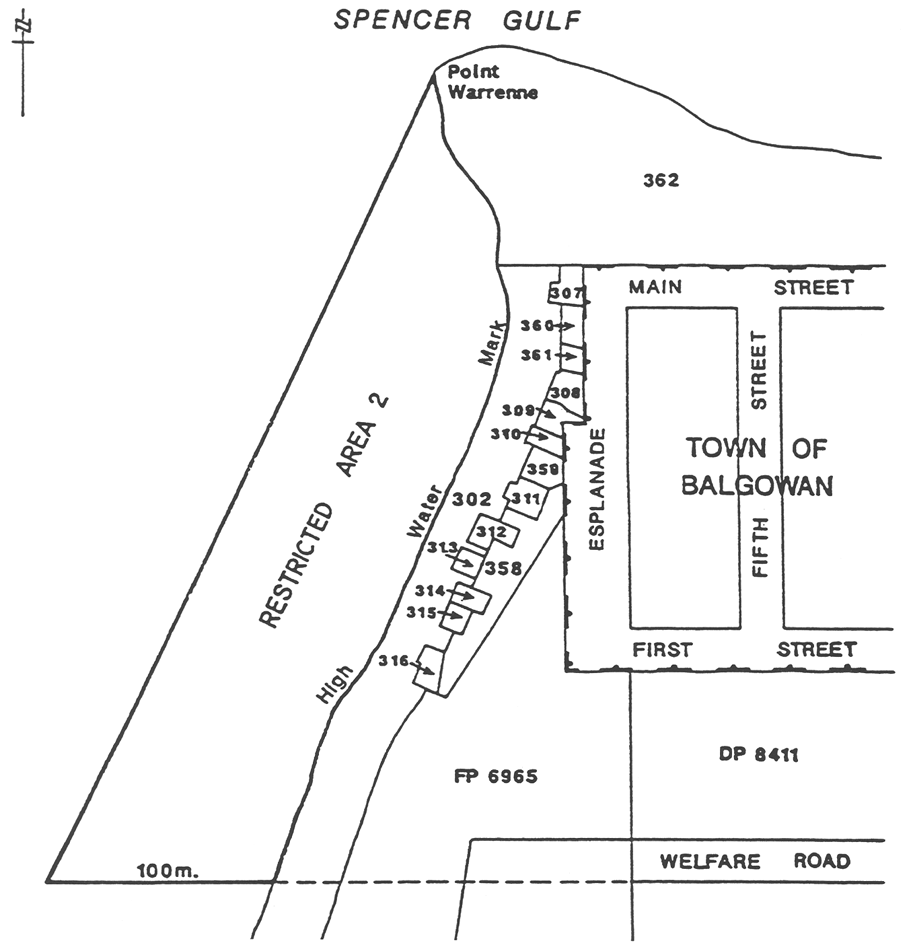 SPENCER GULF
N
Point
Warrenne
362
307
MAIN STREET
360
Mark
361
308
309
310
FIFTH STREET
RESTRICTED AREA 2
TOWN OF
BALGOWAN
ESPLANADE
359
311
302
High Water
312
313
358
314
315
316
FIRST STREET
DP 8411
FP 6965
100m.
WELFARE ROAD